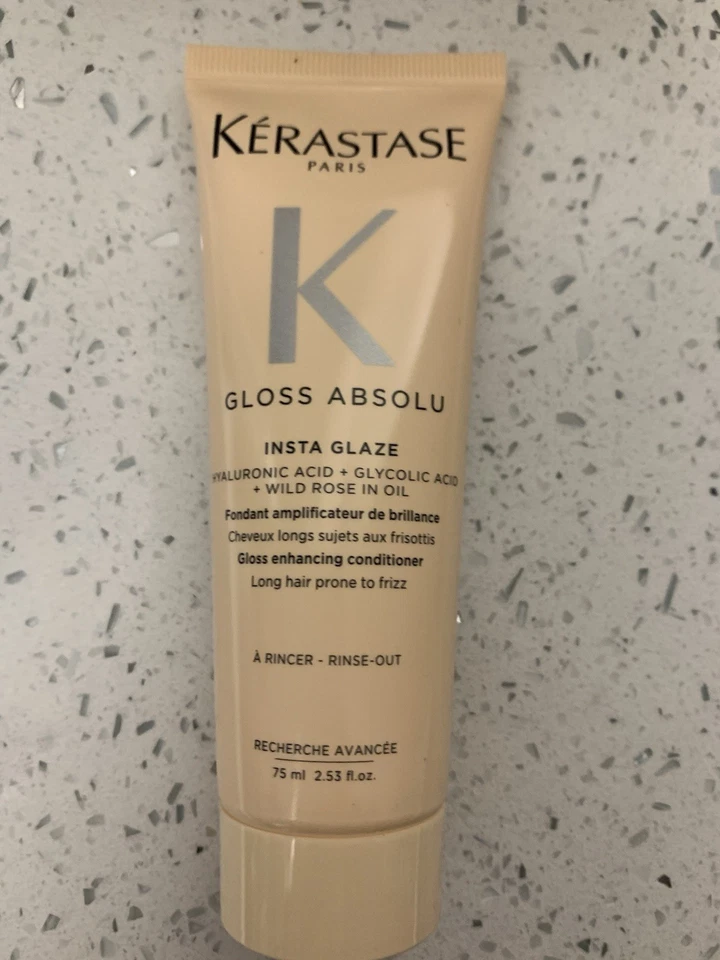 KÉRASTASE
PARIS
K
GLOSS ABSOLU
INSTA GLAZE
HYALURONIC ACID + GLYCOLIC ACID
+ WILD ROSE IN OIL
Fondant amplificateur de brillance
Cheveux longs sujets aux frisottis
Gloss enhancing conditioner
Long hair prone to frizz
À RINCER - RINSE-OUT
RECHERCHE AVANCÉE
75 ml 2.53 fl.oz.